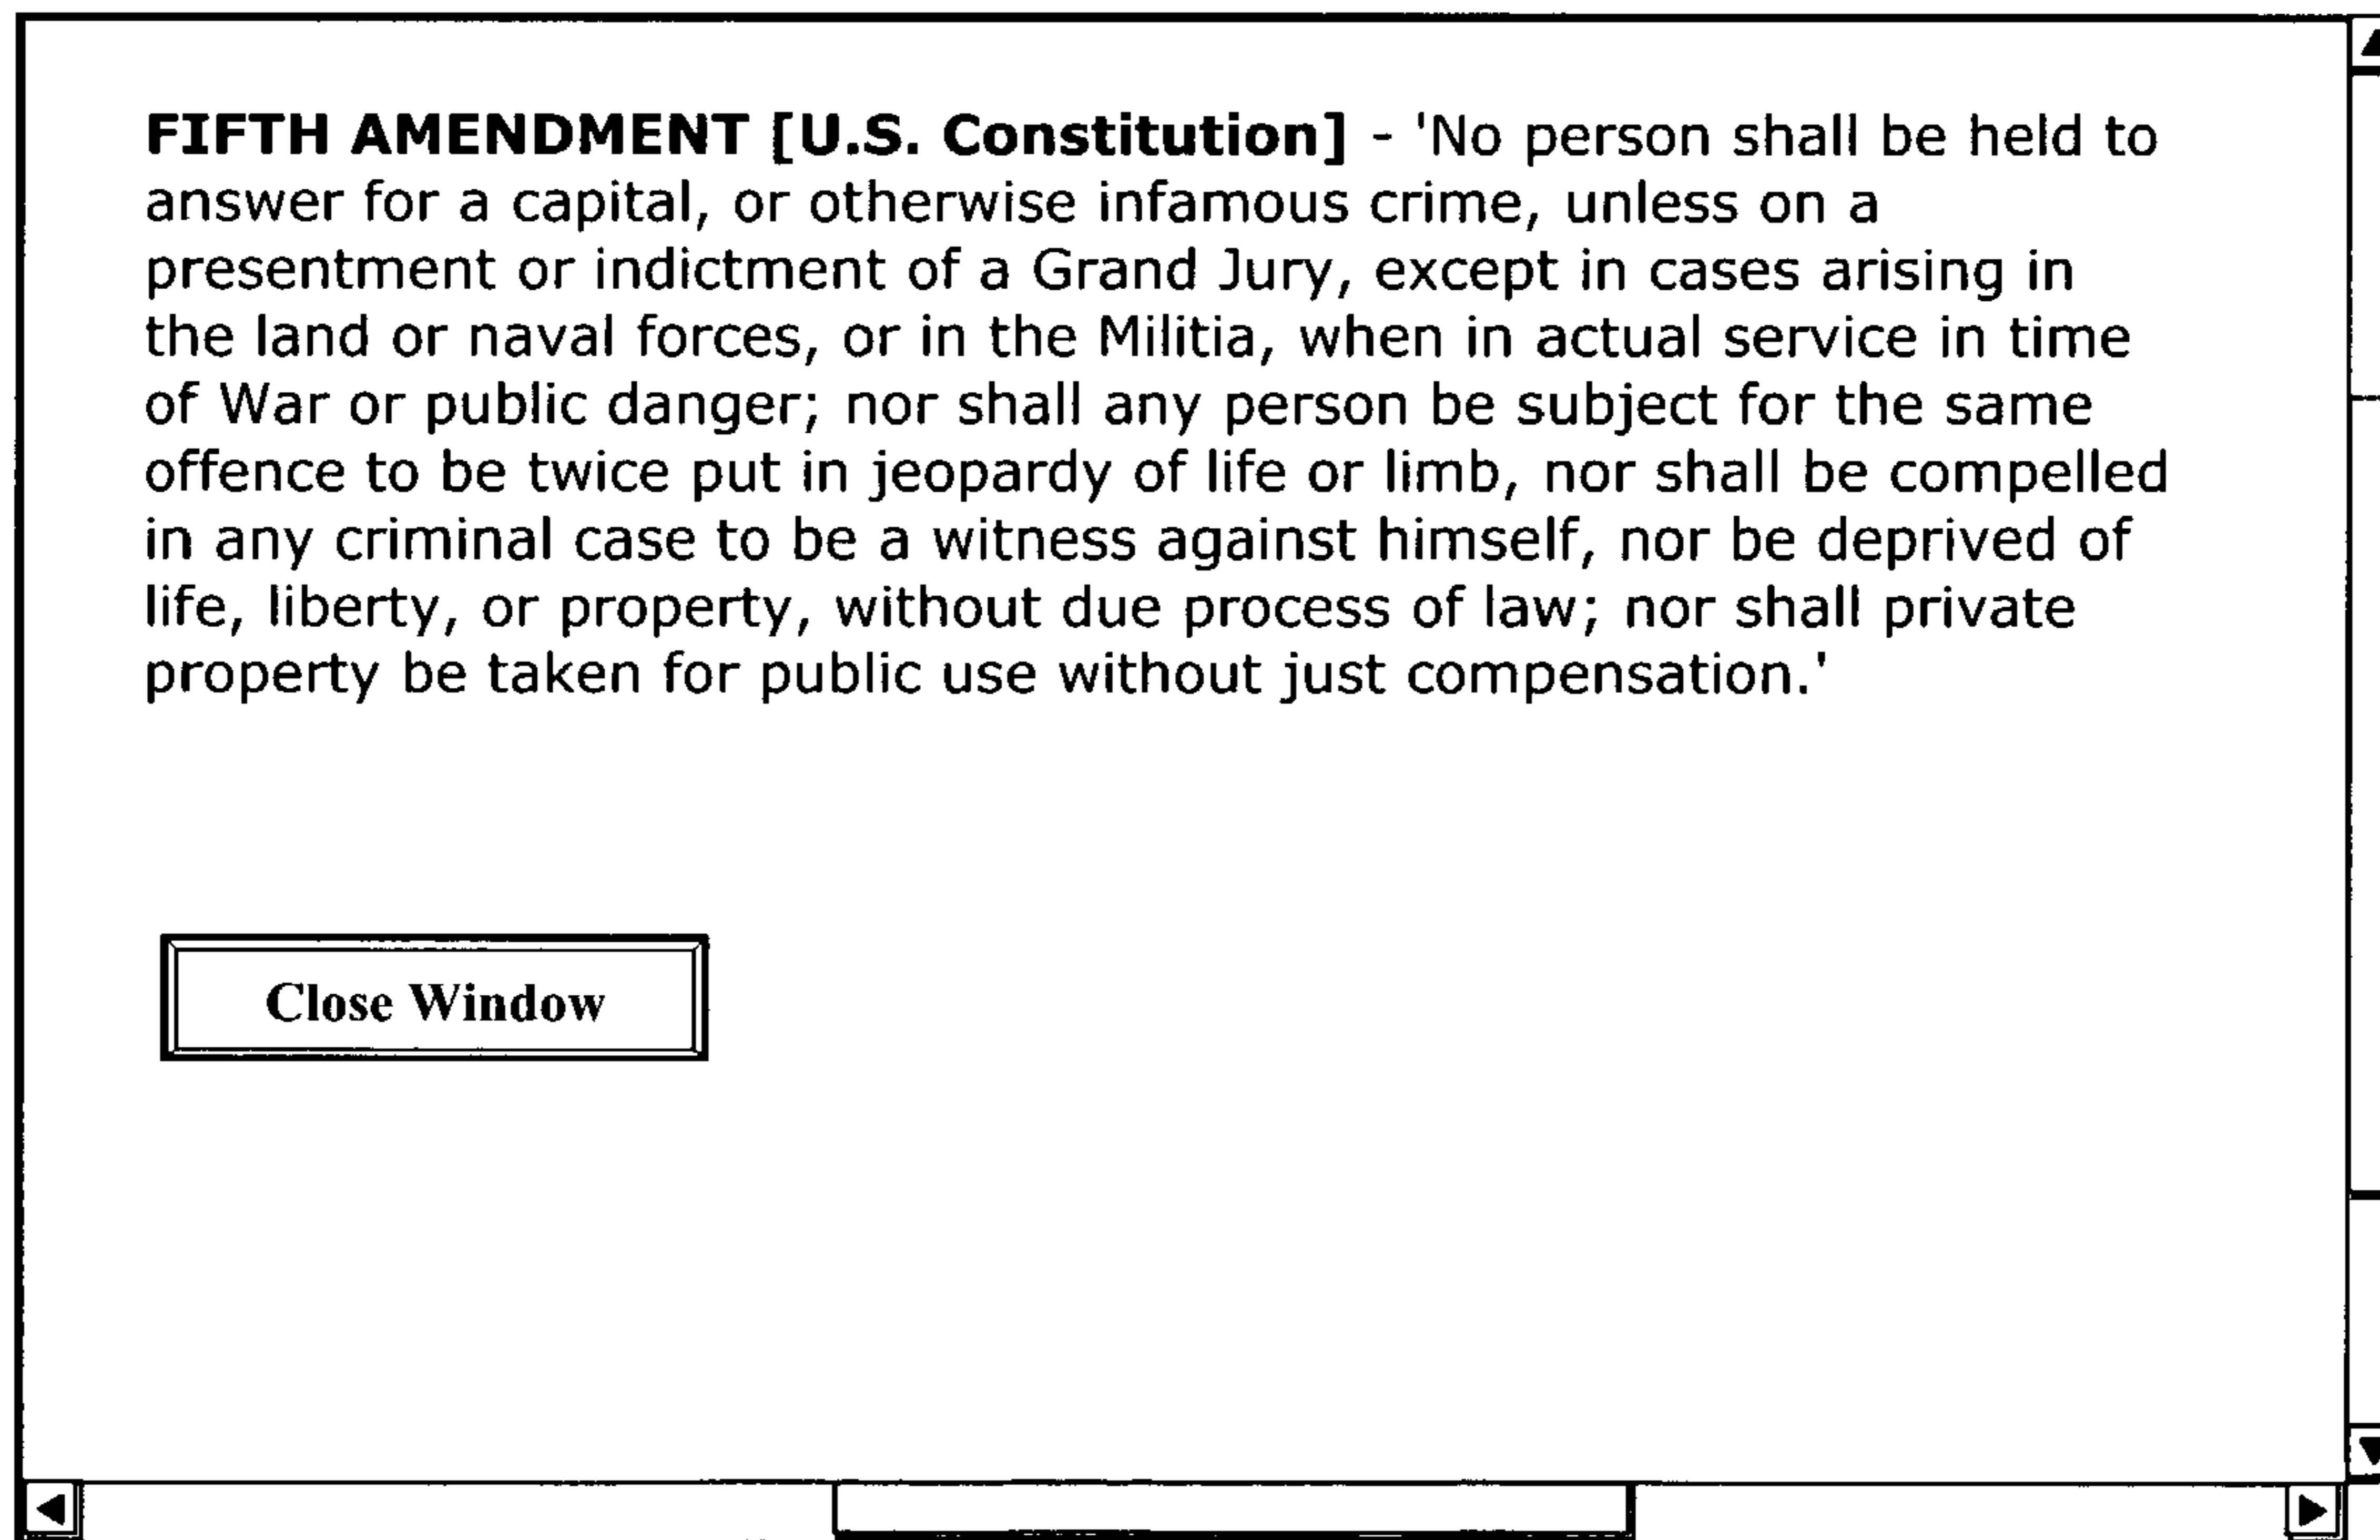 FIFTH AMENDMENT [U.S. Constitution] - 'No person shall be held to
answer for a capital, or otherwise infamous crime, unless on a
presentment or indictment of a Grand Jury, except in cases arising in
the land or naval forces, or in the Militia, when in actual service in time
of War or public danger; nor shall any person be subject for the same
offence to be twice put in jeopardy of life or limb, nor shall be compelled
in any criminal case to be a witness against himself, nor be deprived of
life, liberty, or property, without due process of law; nor shall private
property be taken for public use without just compensation.'
Close Window